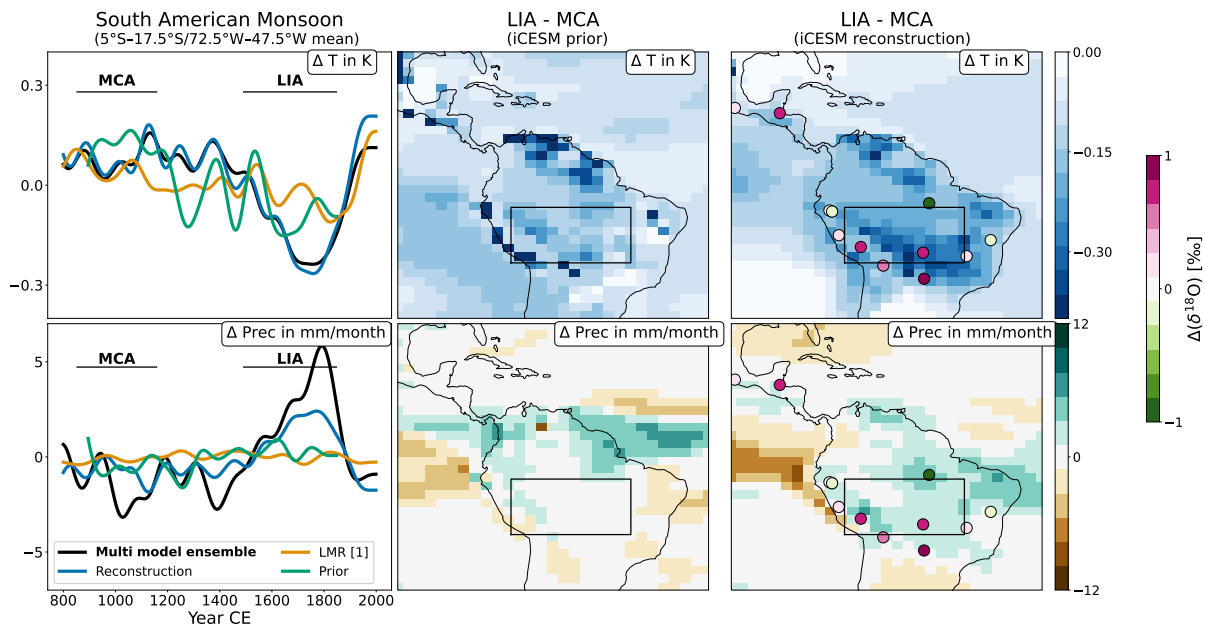 South American Monsoon
(5°S–17.5°S/72.5°W–47.5°W mean)
LIA - MCA
(iCESM prior)
LIA - MCA
(iCESM reconstruction)
Δ T in K
Δ T in K
Δ T in K
MCA
LIA
0.3
0.0
−0.3
0.00
−0.15
−0.30
Δ Prec in mm/month
Δ Prec in mm/month
Δ Prec in mm/month
MCA
LIA
5
0
−5
Multi model ensemble
Reconstruction
LMR [1]
Prior
800
1000
1200
1400
1600
1800
2000
Year CE
12
0
−12
1
0
−1
Δ(δ¹⁸O) [‰]